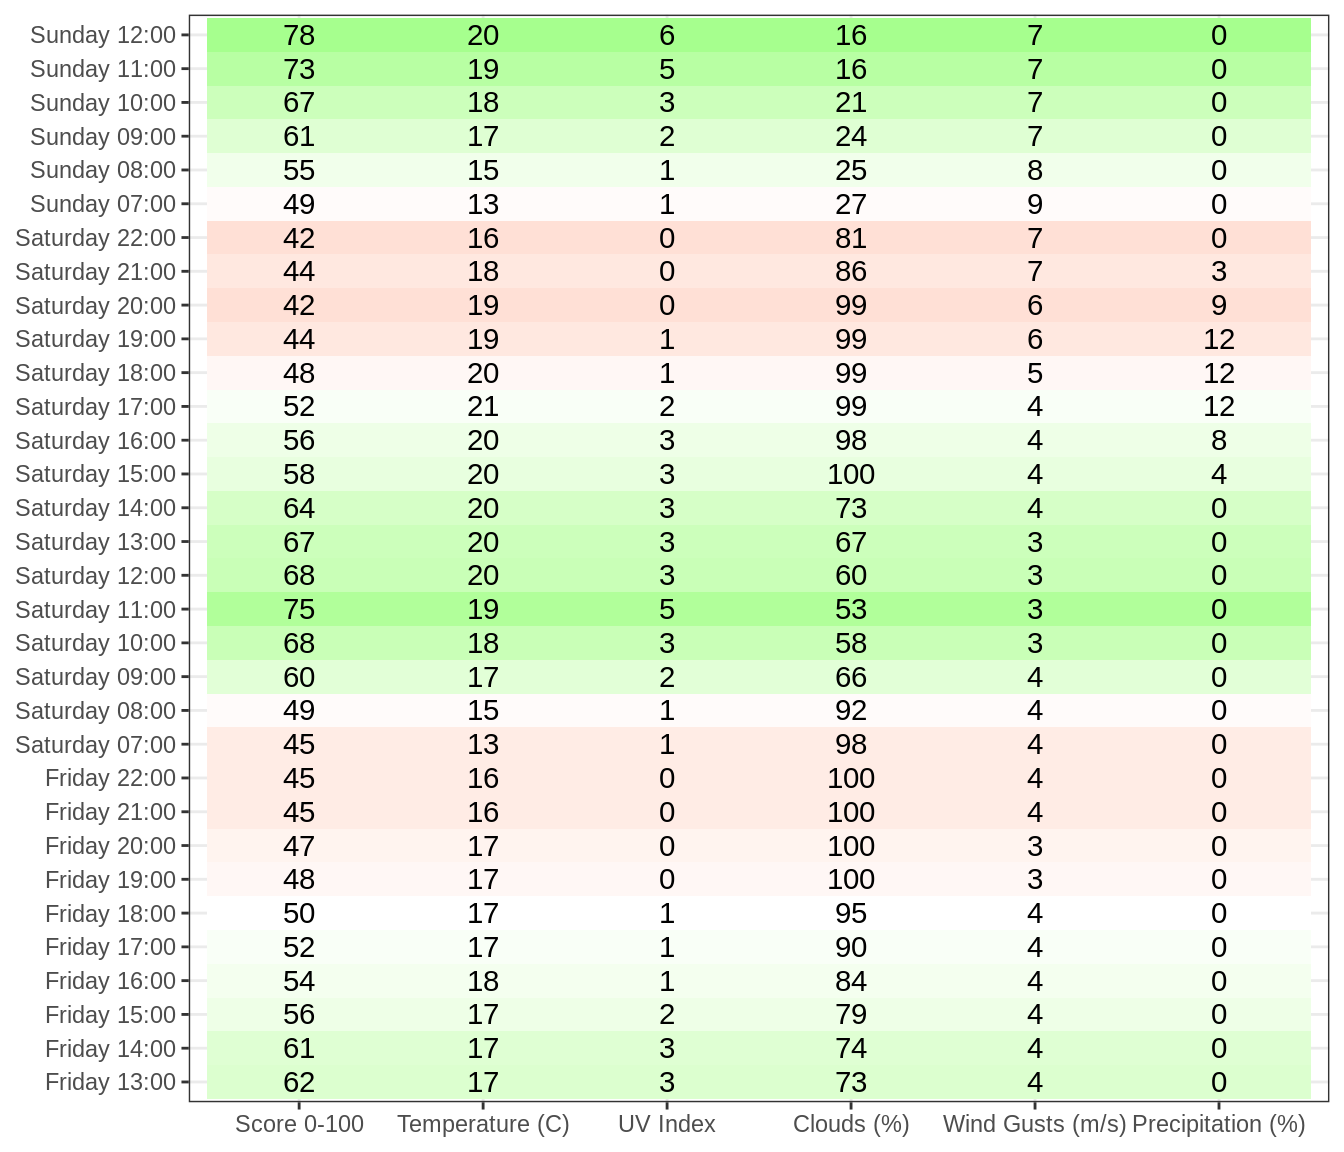 Sunday 12:00 78 20 6 16 7 0
Sunday 11:00 73 19 5 16 7 0
Sunday 10:00 67 18 3 21 7 0
Sunday 09:00 61 17 2 24 7 0
Sunday 08:00 55 15 1 25 8 0
Sunday 07:00 49 13 1 27 9 0
Saturday 22:00 42 16 0 81 7 0
Saturday 21:00 44 18 0 86 7 3
Saturday 20:00 42 19 0 99 6 9
Saturday 19:00 44 19 1 99 6 12
Saturday 18:00 48 20 1 99 5 12
Saturday 17:00 52 21 2 99 4 12
Saturday 16:00 56 20 3 98 4 8
Saturday 15:00 58 20 3 100 4 4
Saturday 14:00 64 20 3 73 4 0
Saturday 13:00 67 20 3 67 3 0
Saturday 12:00 68 20 3 60 3 0
Saturday 11:00 75 19 5 53 3 0
Saturday 10:00 68 18 3 58 3 0
Saturday 09:00 60 17 2 66 4 0
Saturday 08:00 49 15 1 92 4 0
Saturday 07:00 45 13 1 98 4 0
Friday 22:00 45 16 0 100 4 0
Friday 21:00 45 16 0 100 4 0
Friday 20:00 47 17 0 100 3 0
Friday 19:00 48 17 0 100 3 0
Friday 18:00 50 17 1 95 4 0
Friday 17:00 52 17 1 90 4 0
Friday 16:00 54 18 1 84 4 0
Friday 15:00 56 17 2 79 4 0
Friday 14:00 61 17 3 74 4 0
Friday 13:00 62 17 3 73 4 0
Score 0-100 Temperature (C) UV Index Clouds (%) Wind Gusts (m/s) Precipitation (%)